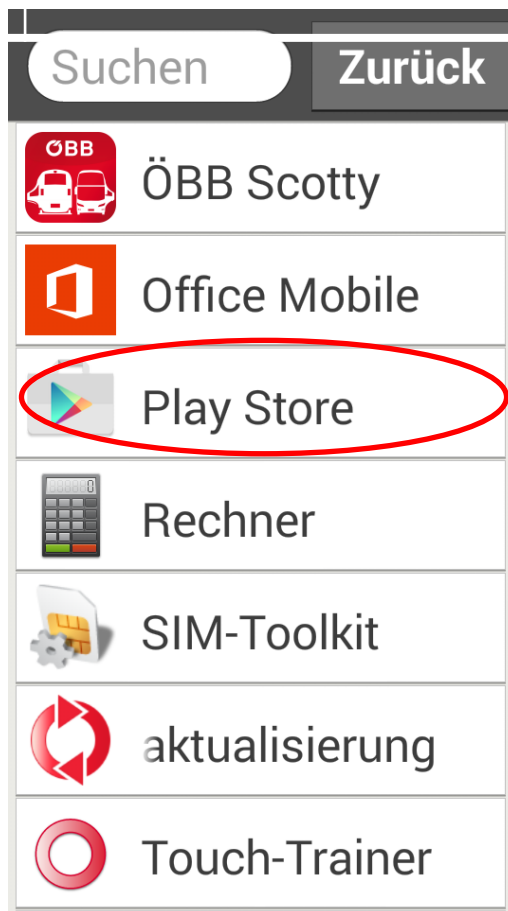 Suchen Zurück
ÖBB
ÖBB Scotty
Office Mobile
Play Store
Rechner
SIM-Toolkit
aktualisierung
Touch-Trainer